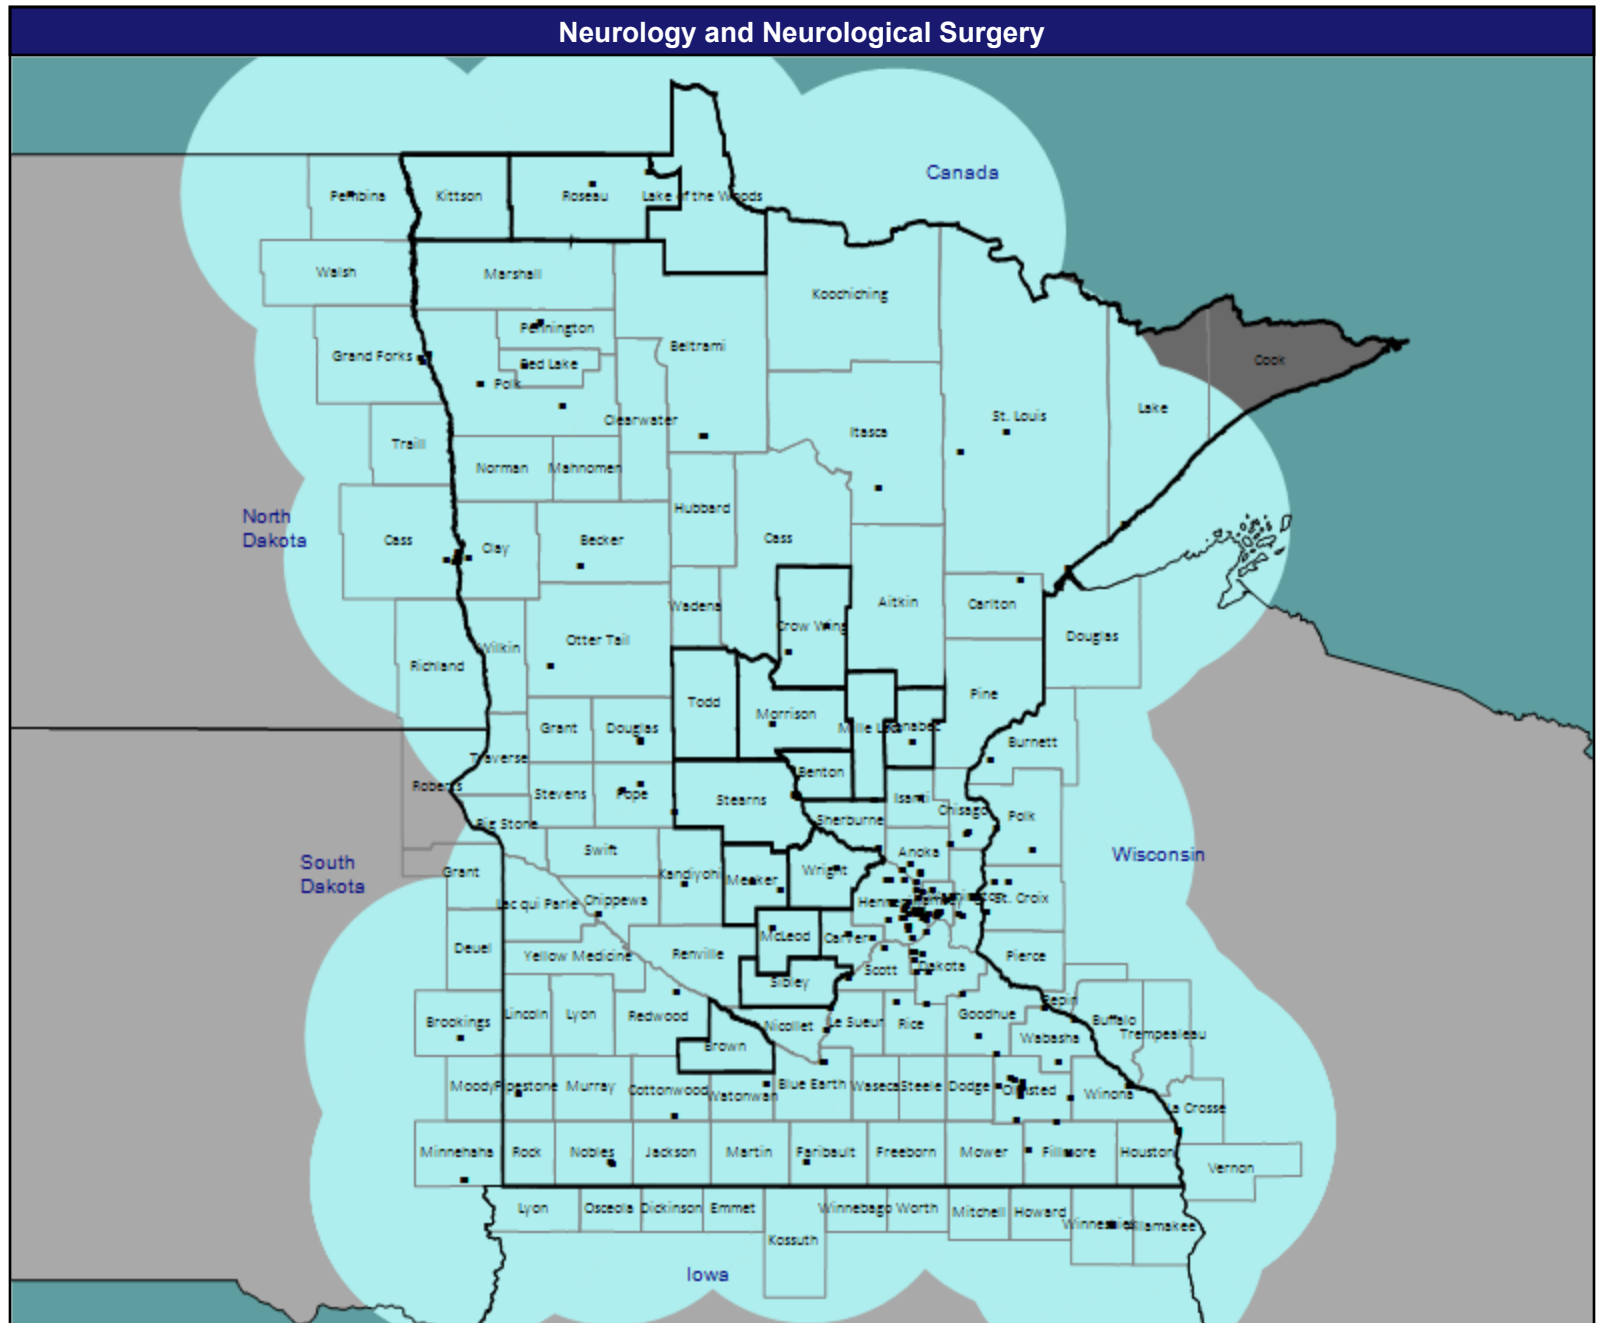 Neurology and Neurological Surgery
Canada
Pembina
Kittson
Roseau
Lake of the Woods
Walsh
Marshall
Koochiching
Pennington
Beltrami
Grand Forks
Red Lake
Polk
Cook
Clearwater
St. Louis
Lake
Itasca
Traill
Norman
Mahnomen
Hubbard
North
Dakota
Cass
Clay
Becker
Cass
Wadena
Aitkin
Carlton
Crow Wing
Otter Tail
Douglas
Wilkin
Richland
Pine
Todd
Morrison
Grant
Douglas
Mille
Burnett
Traverse
Benton
Roberts
Stevens
Pope
Stearns
Isanti
Chisago
Polk
Big Stone
Sherburne
Swift
Anoka
Wisconsin
South
Dakota
Grant
Kandiyohi
Meeker
Wright
Lac qui Parle
Chippewa
St. Croix
McLeod
Carver
Deuel
Yellow Medicine
Renville
Scott
Dakota
Pierce
Sibley
Pepin
Brookings
Lincoln
Lyon
Redwood
Nicollet
Le Sueur
Rice
Goodhue
Buffalo
Trempealeau
Brown
Wabasha
Moody
Pipestone
Murray
Cottonwood
Watonwan
Blue Earth
Waseca
Steele
Dodge
Olmsted
Winona
La Crosse
Minnehaha
Rock
Nobles
Jackson
Martin
Faribault
Freeborn
Mower
Fillmore
Houston
Vernon
Lyon
Osceola
Dickinson
Emmet
Winnebago
Worth
Mitchell
Howard
Kossuth
Iowa